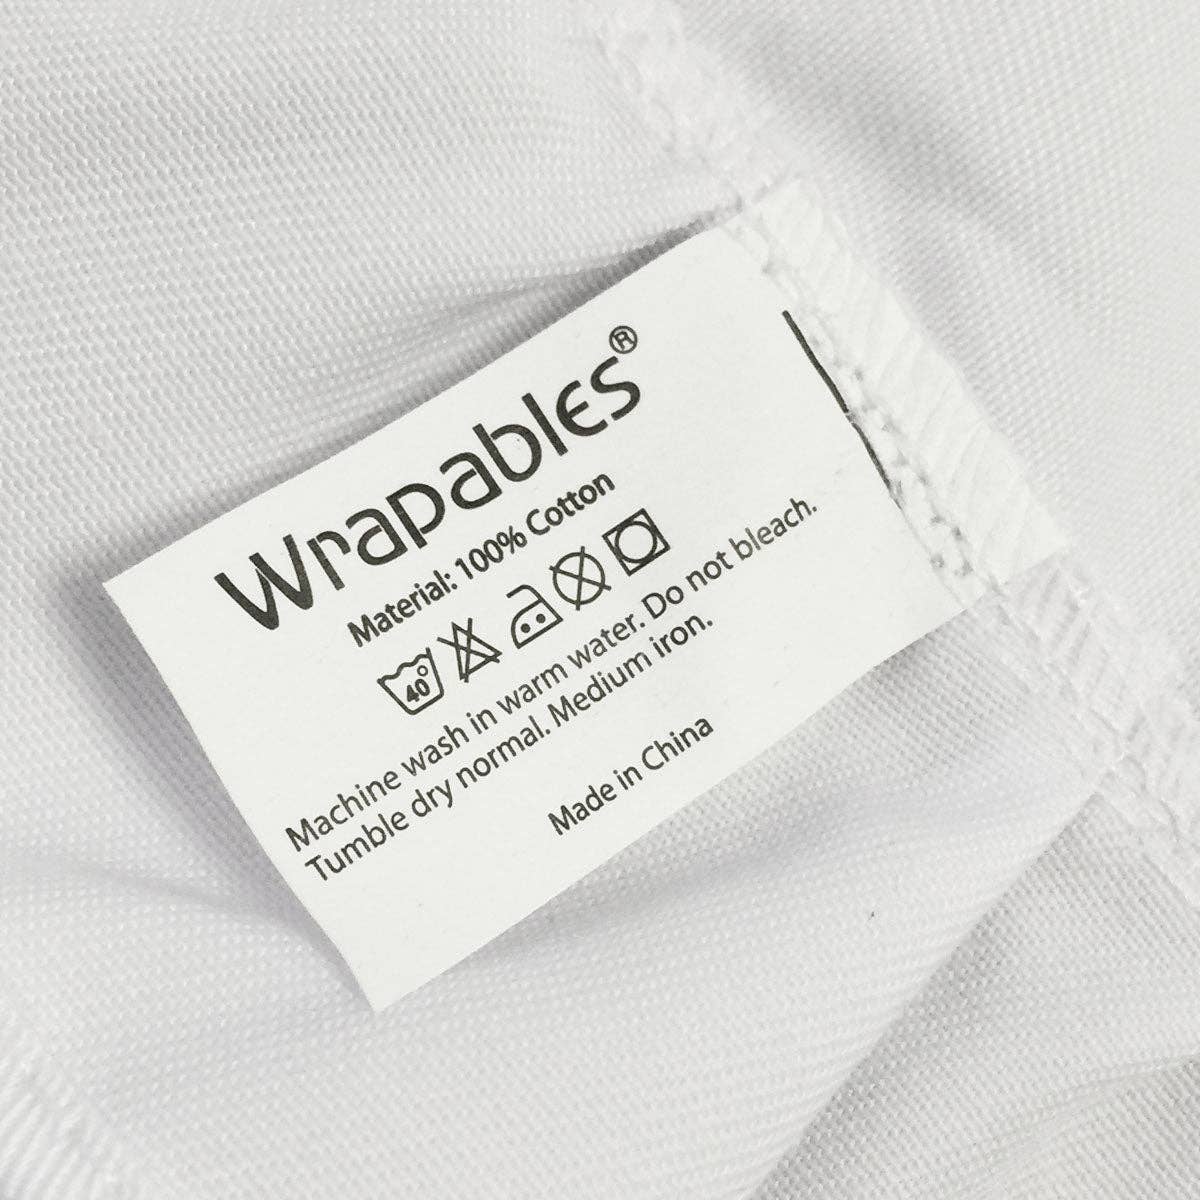 Wrapables®
Material: 100% Cotton
40°
Machine wash in warm water. Do not bleach.
Tumble dry normal. Medium iron.
Made in China